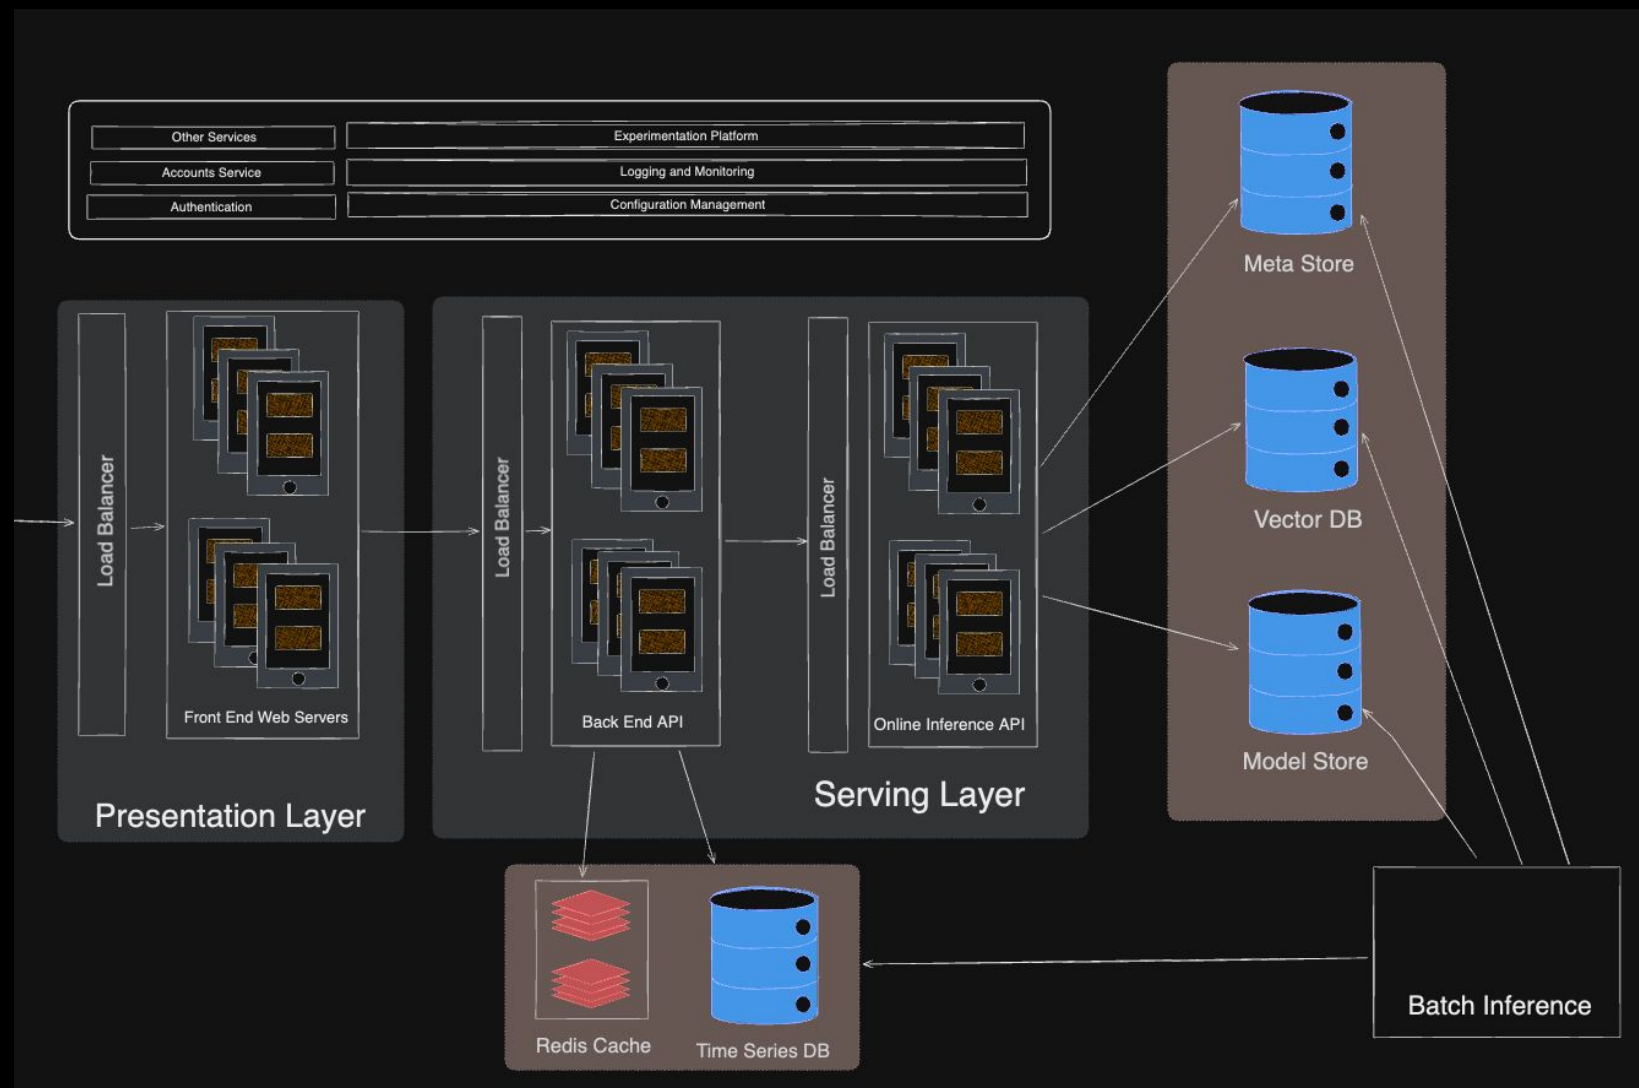 Other Services
Experimentation Platform
Accounts Service
Logging and Monitoring
Authentication
Configuration Management
Meta Store
Load Balancer
Front End Web Servers
Presentation Layer
Load Balancer
Back End API
Load Balancer
Online Inference API
Serving Layer
Vector DB
Model Store
Redis Cache
Time Series DB
Batch Inference